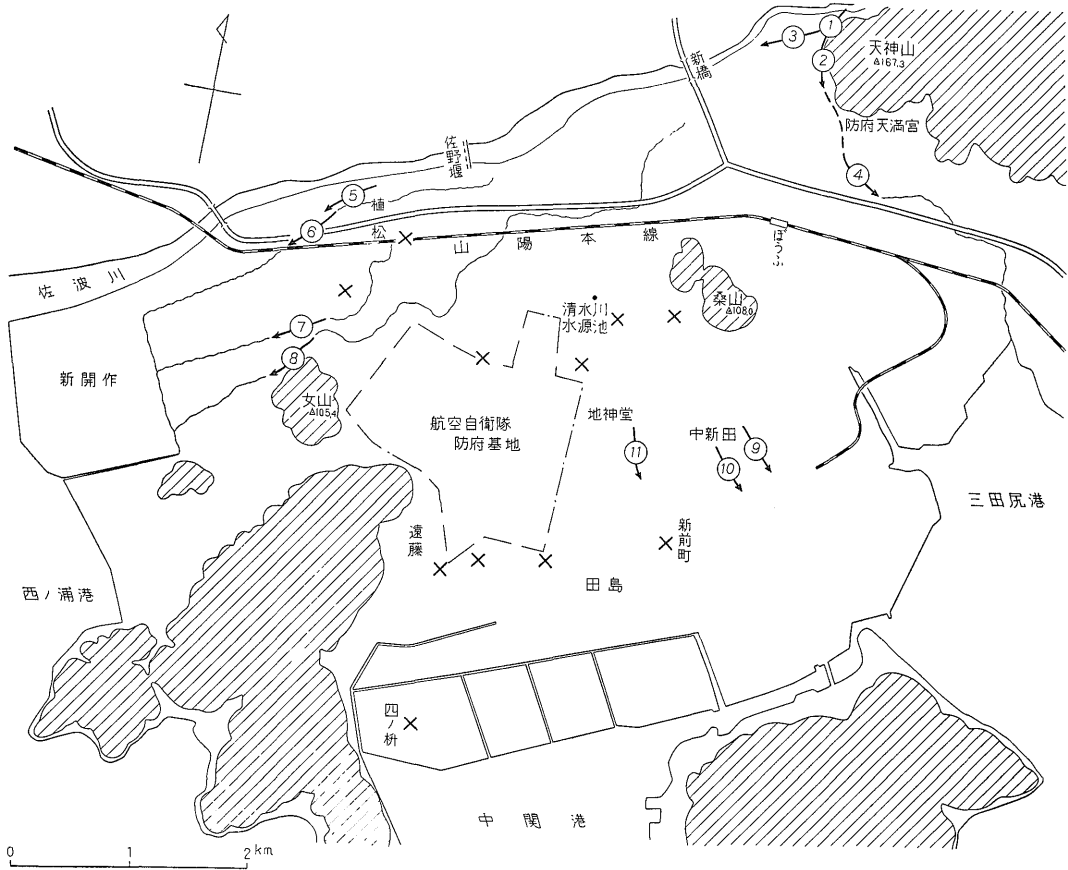 新橋
③
①
②
天神山
△167.3
防府天満宮
④
佐野堰
⑤
⑥
植松
山陽本線
ぼうふ
佐波川
桑山
△108.0
清水川
水源池
⑦
⑧
新開作
女山
△105.4
航空自衛隊
防府基地
地神堂
⑪
中新田
⑨
⑩
三田尻港
遠藤
新前町
田島
西ノ浦港
四ノ枡
中関港
0 1 2 km